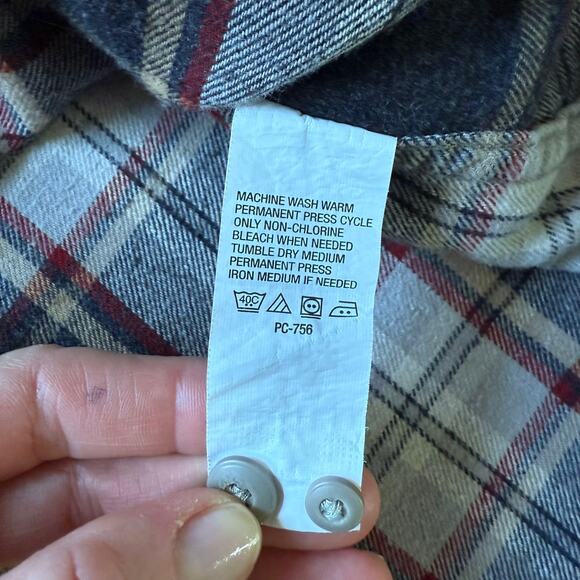 MACHINE WASH WARM
PERMANENT PRESS CYCLE
ONLY NON-CHLORINE
BLEACH WHEN NEEDED
TUMBLE DRY MEDIUM
PERMANENT PRESS
IRON MEDIUM IF NEEDED
40C
PC-756